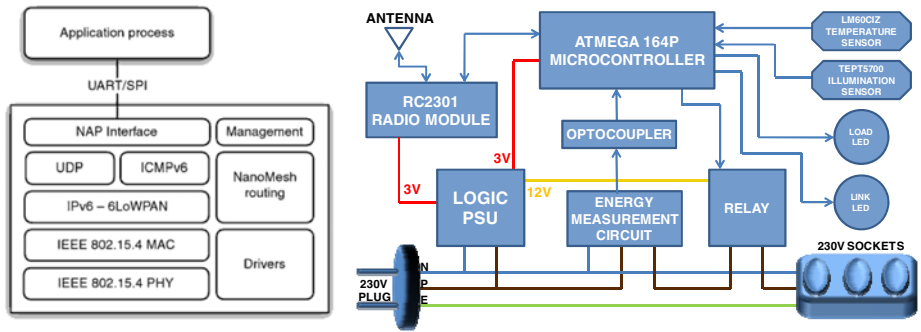 Application process
UART/SPI
NAP Interface
Management
UDP
ICMPv6
NanoMesh
routing
IPv6 – 6LoWPAN
IEEE 802.15.4 MAC
Drivers
IEEE 802.15.4 PHY
ANTENNA
ATMEGA 164P
MICROCONTROLLER
LM60CIZ
TEMPERATURE
SENSOR
TEPT5700
ILLUMINATION
SENSOR
RC2301
RADIO MODULE
OPTOCOUPLER
LOAD
LED
3V
3V
12V
LOGIC
PSU
ENERGY
MEASUREMENT
CIRCUIT
RELAY
LINK
LED
230V SOCKETS
230V
PLUG
N
P
E